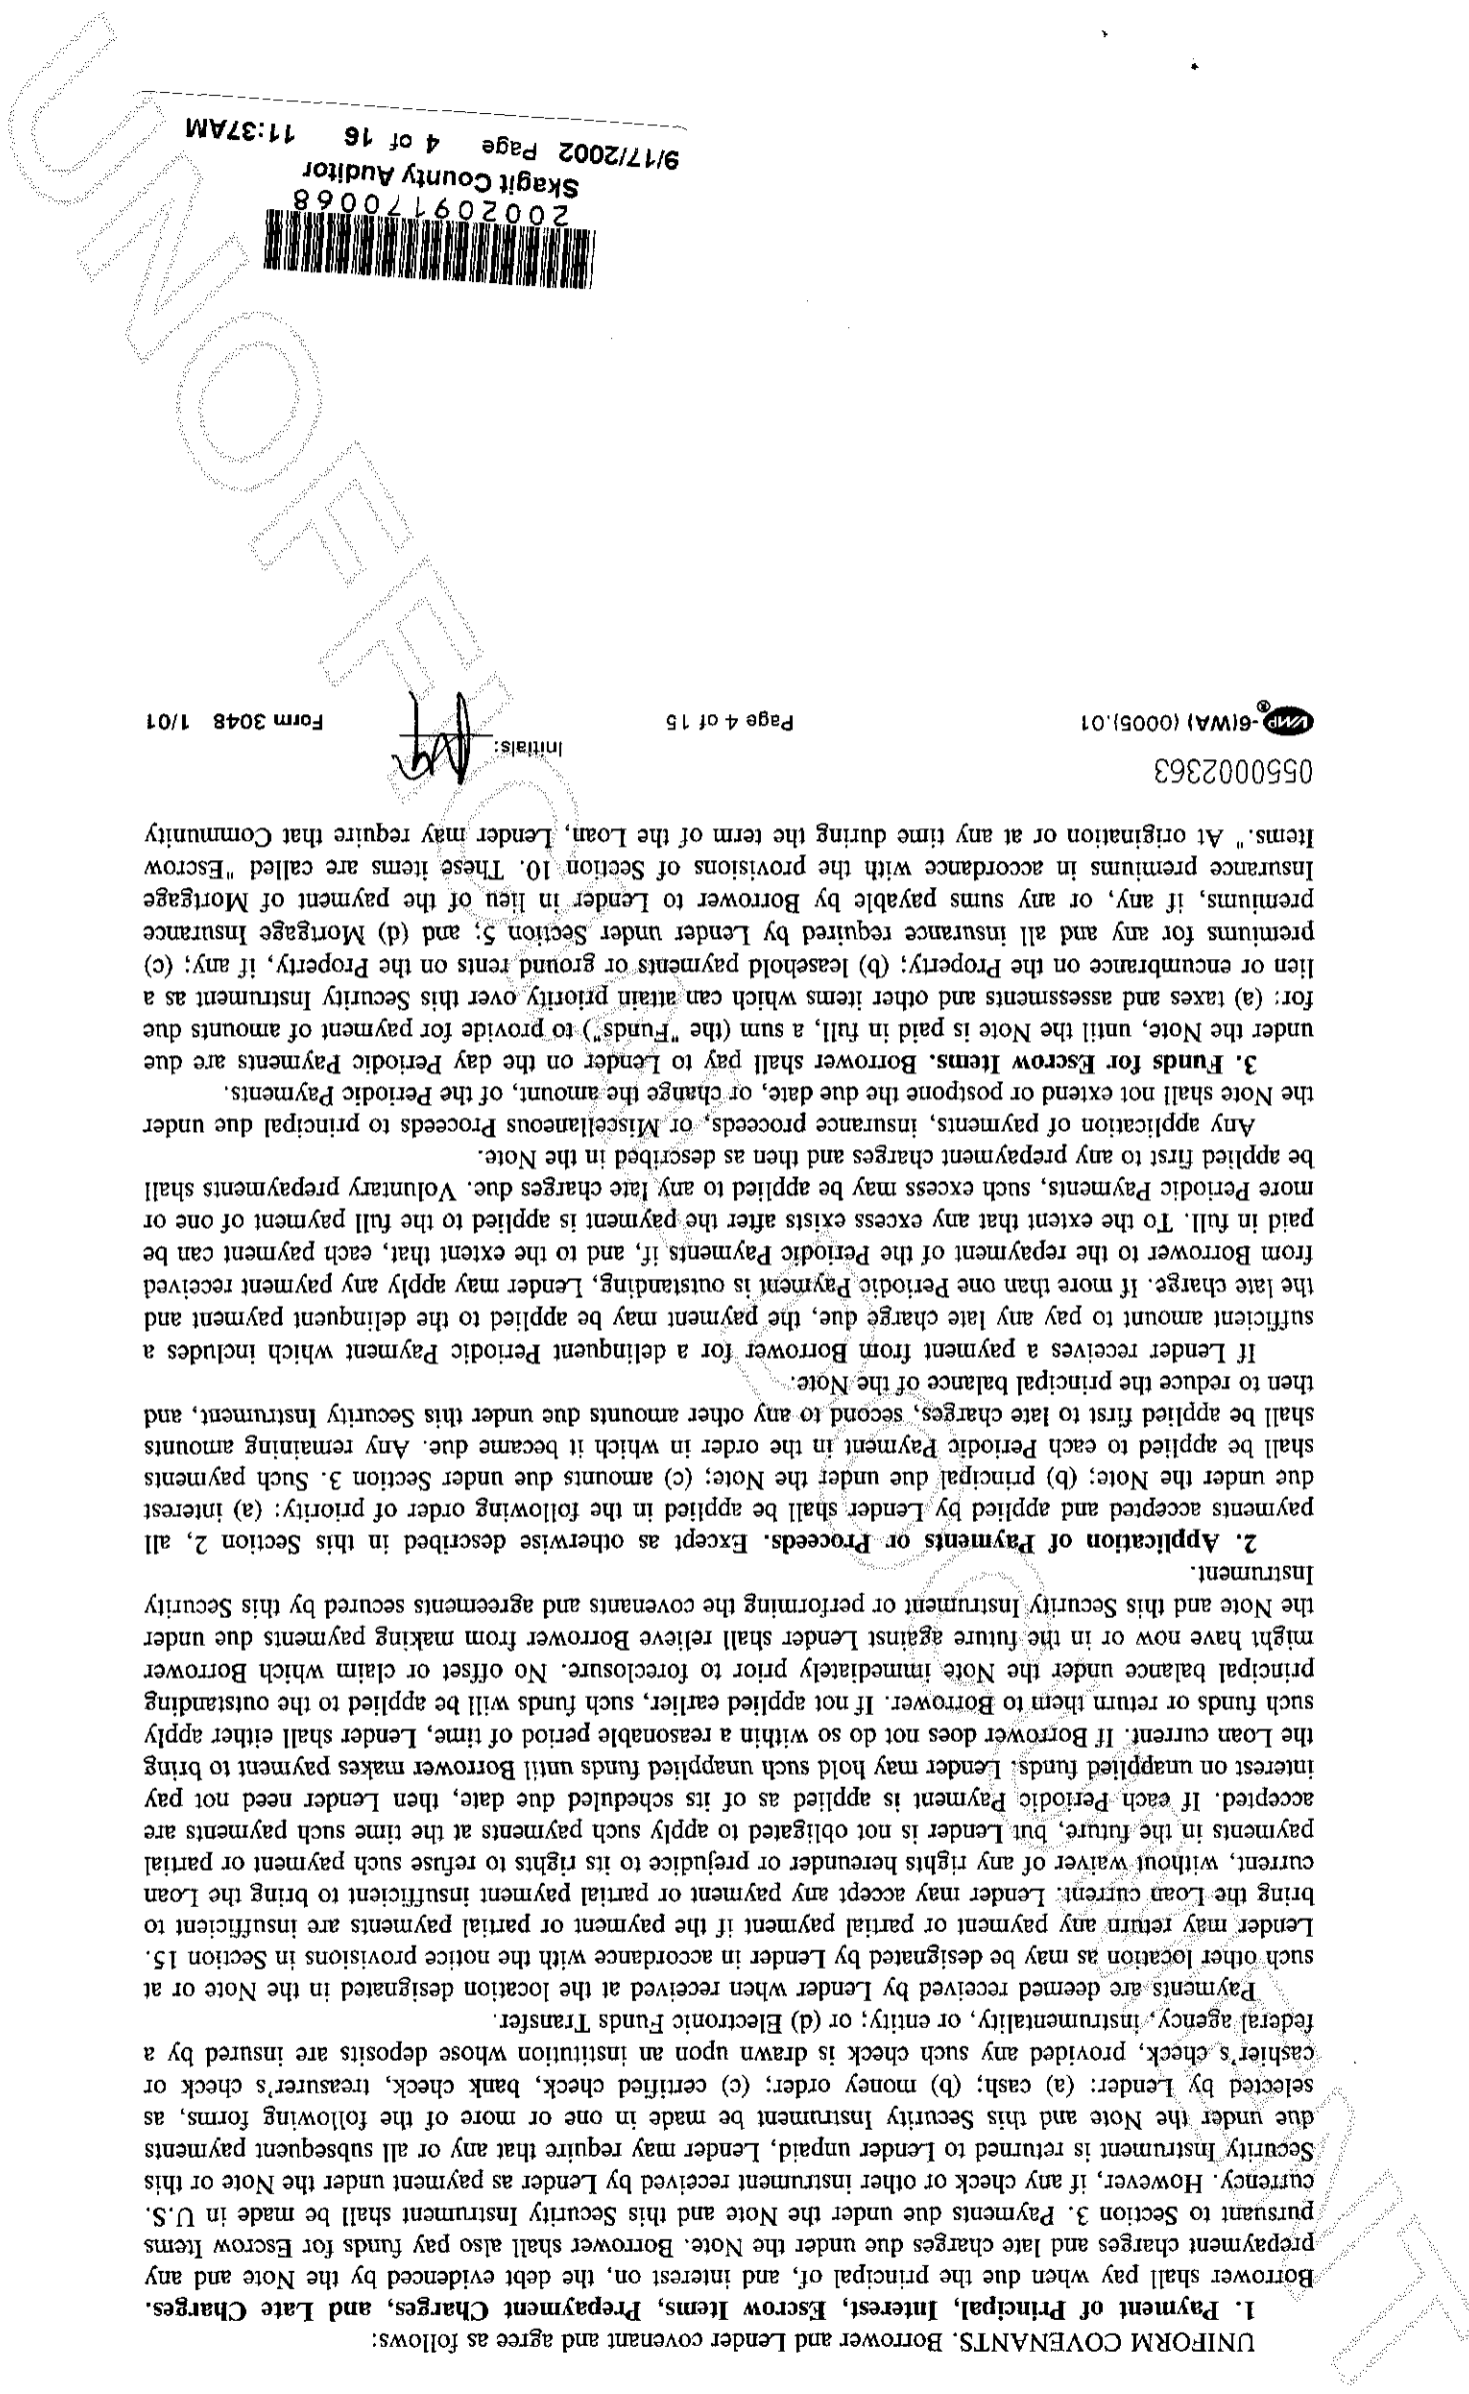 UNIFORM COVENANTS. Borrower and Lender covenant and agree as follows:
1. Payment of Principal, Interest, Escrow Items, Prepayment Charges, and Late Charges.
Borrower shall pay when due the principal of, and interest on, the debt evidenced by the Note and any
prepayment charges and late charges due under the Note. Borrower shall also pay funds for Escrow Items
pursuant to Section 3. Payments due under the Note and this Security Instrument shall be made in U.S.
currency. However, if any check or other instrument received by Lender as payment under the Note or this
Security Instrument is returned to Lender unpaid, Lender may require that any or all subsequent payments
due under the Note and this Security Instrument be made in one or more of the following forms, as
selected by Lender: (a) cash; (b) money order; (c) certified check, bank check, treasurer's check or
cashier's check, provided any such check is drawn upon an institution whose deposits are insured by a
federal agency, instrumentality, or entity; or (d) Electronic Funds Transfer.
Payments are deemed received by Lender when received at the location designated in the Note or at
such other location as may be designated by Lender in accordance with the notice provisions in Section 15.
Lender may return any payment or partial payment if the payment or partial payments are insufficient to
bring the Loan current. Lender may accept any payment or partial payment insufficient to bring the Loan
current, without waiver of any rights hereunder or prejudice to its rights to refuse such payment or partial
payments in the future, but Lender is not obligated to apply such payments at the time such payments are
accepted. If each Periodic Payment is applied as of its scheduled due date, then Lender need not pay
interest on unapplied funds. Lender may hold such unapplied funds until Borrower makes payment to bring
the Loan current. If Borrower does not do so within a reasonable period of time, Lender shall either apply
such funds or return them to Borrower. If not applied earlier, such funds will be applied to the outstanding
principal balance under the Note immediately prior to foreclosure. No offset or claim which Borrower
might have now or in the future against Lender shall relieve Borrower from making payments due under
the Note and this Security Instrument or performing the covenants and agreements secured by this Security
Instrument.
2. Application of Payments or Proceeds. Except as otherwise described in this Section 2, all
payments accepted and applied by Lender shall be applied in the following order of priority: (a) interest
due under the Note; (b) principal due under the Note; (c) amounts due under Section 3. Such payments
shall be applied to each Periodic Payment in the order in which it became due. Any remaining amounts
shall be applied first to late charges, second to any other amounts due under this Security Instrument, and
then to reduce the principal balance of the Note.
If Lender receives a payment from Borrower for a delinquent Periodic Payment which includes a
sufficient amount to pay any late charge due, the payment may be applied to the delinquent payment and
the late charge. If more than one Periodic Payment is outstanding, Lender may apply any payment received
from Borrower to the repayment of the Periodic Payments if, and to the extent that, each payment can be
paid in full. To the extent that any excess exists after the payment is applied to the full payment of one or
more Periodic Payments, such excess may be applied to any late charges due. Voluntary prepayments shall
be applied first to any prepayment charges and then as described in the Note.
Any application of payments, insurance proceeds, or Miscellaneous Proceeds to principal due under
the Note shall not extend or postpone the due date, or change the amount, of the Periodic Payments.
3. Funds for Escrow Items. Borrower shall pay to Lender on the day Periodic Payments are due
under the Note, until the Note is paid in full, a sum (the "Funds") to provide for payment of amounts due
for: (a) taxes and assessments and other items which can attain priority over this Security Instrument as a
lien or encumbrance on the Property; (b) leasehold payments or ground rents on the Property, if any; (c)
premiums for any and all insurance required by Lender under Section 5; and (d) Mortgage Insurance
premiums, if any, or any sums payable by Borrower to Lender in lieu of the payment of Mortgage
Insurance premiums in accordance with the provisions of Section 10. These items are called "Escrow
Items." At origination or at any time during the term of the Loan, Lender may require that Community
0550002363
Initials:
VMP®-6(WA) (0005).01 Page 4 of 15 Form 3048 1/01
200209170068
Skagit County Auditor
9/17/2002 Page 4 of 16 11:37AM
UNOFFICIAL DOCUMENT